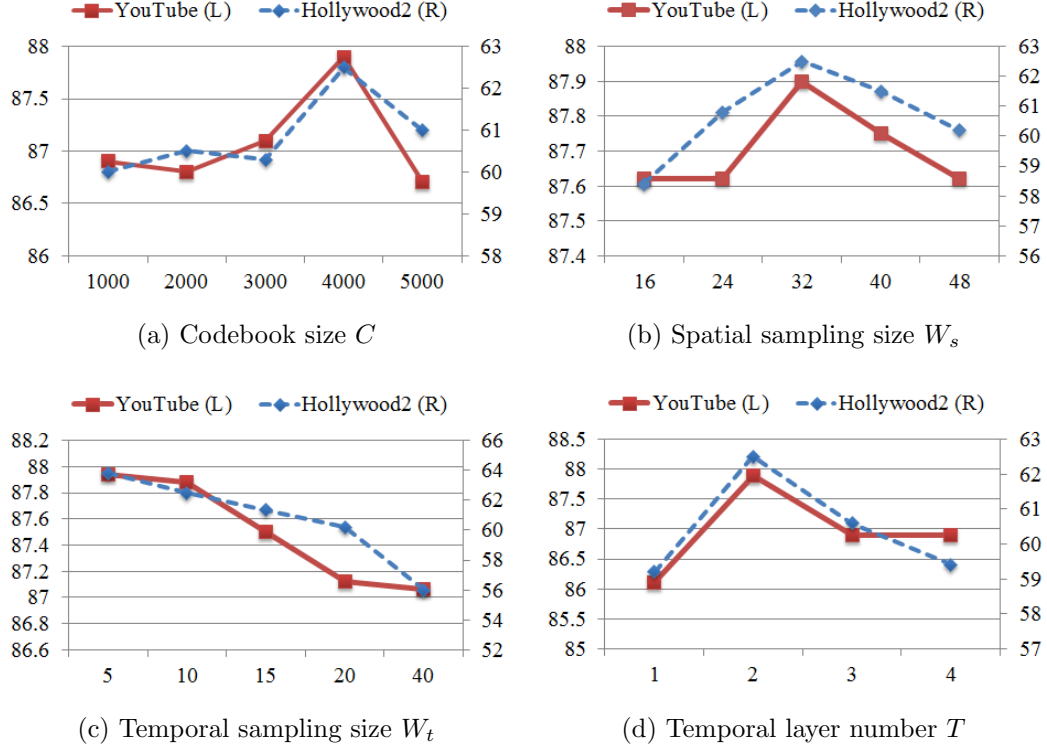 YouTube (L) Hollywood2 (R)
88 63
87.5 62
87 61
86.5 60
86 59
58
1000 2000 3000 4000 5000
(a) Codebook size C
YouTube (L) Hollywood2 (R)
88 63
87.9 62
87.8 61
87.7 60
87.6 59
87.5 58
87.4 57
56
16 24 32 40 48
(b) Spatial sampling size W_s
YouTube (L) Hollywood2 (R)
88.2 66
88 64
87.8 62
87.6 60
87.4 58
87.2 56
87 54
86.8 52
86.6
5 10 15 20 40
(c) Temporal sampling size W_t
YouTube (L) Hollywood2 (R)
88.5 63
88 62
87.5 61
87 60
86.5 59
86 58
85.5 57
85
1 2 3 4
(d) Temporal layer number T